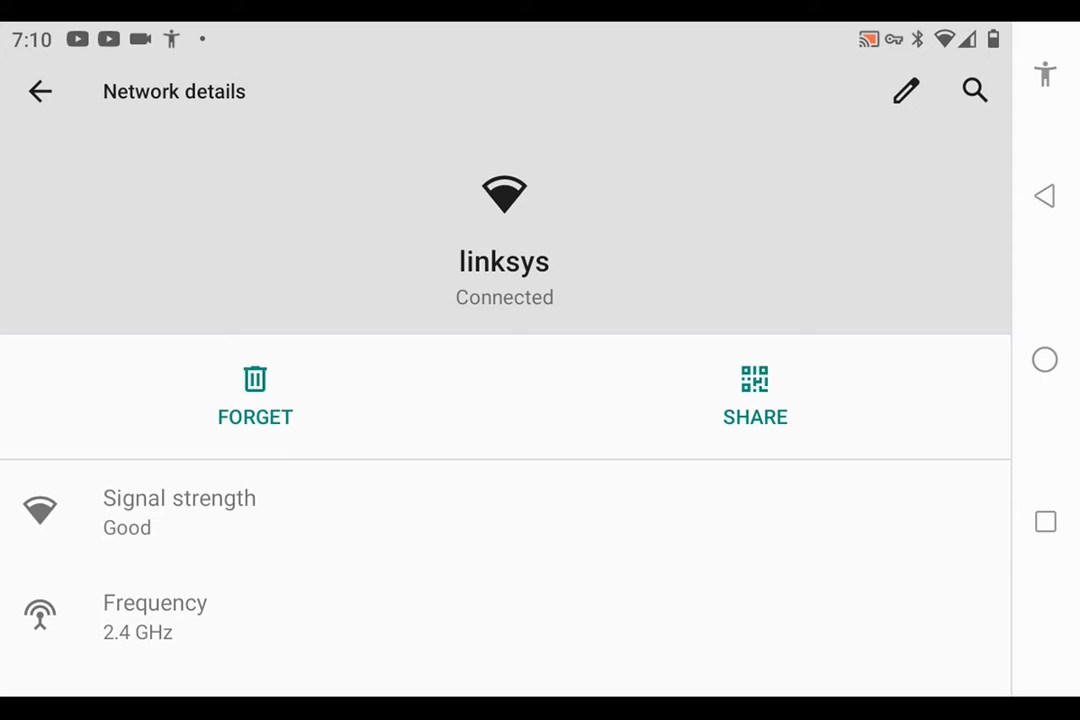 7:10
Network details
linksys
Connected
FORGET
SHARE
Signal strength
Good
Frequency
2.4 GHz